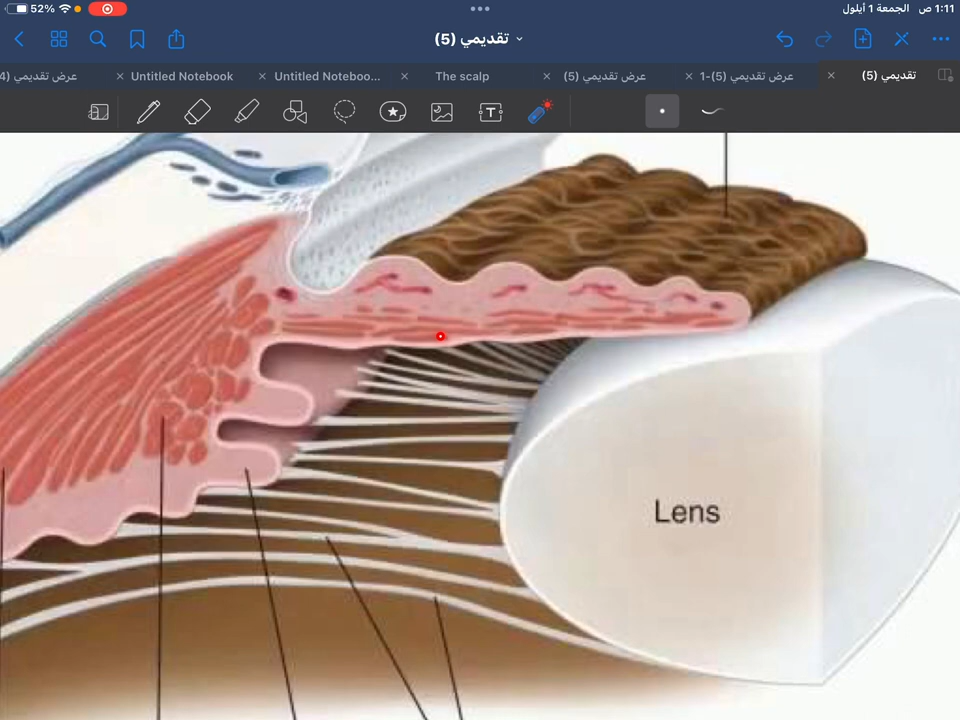 52%
1:11 ص الجمعة 1 أيلول
تقديمي (5)
عرض تقديمي (4
Untitled Notebook
Untitled Noteboo...
The scalp
عرض تقديمي (5)
عرض تقديمي (5)-1
تقديمي (5)
T
Lens